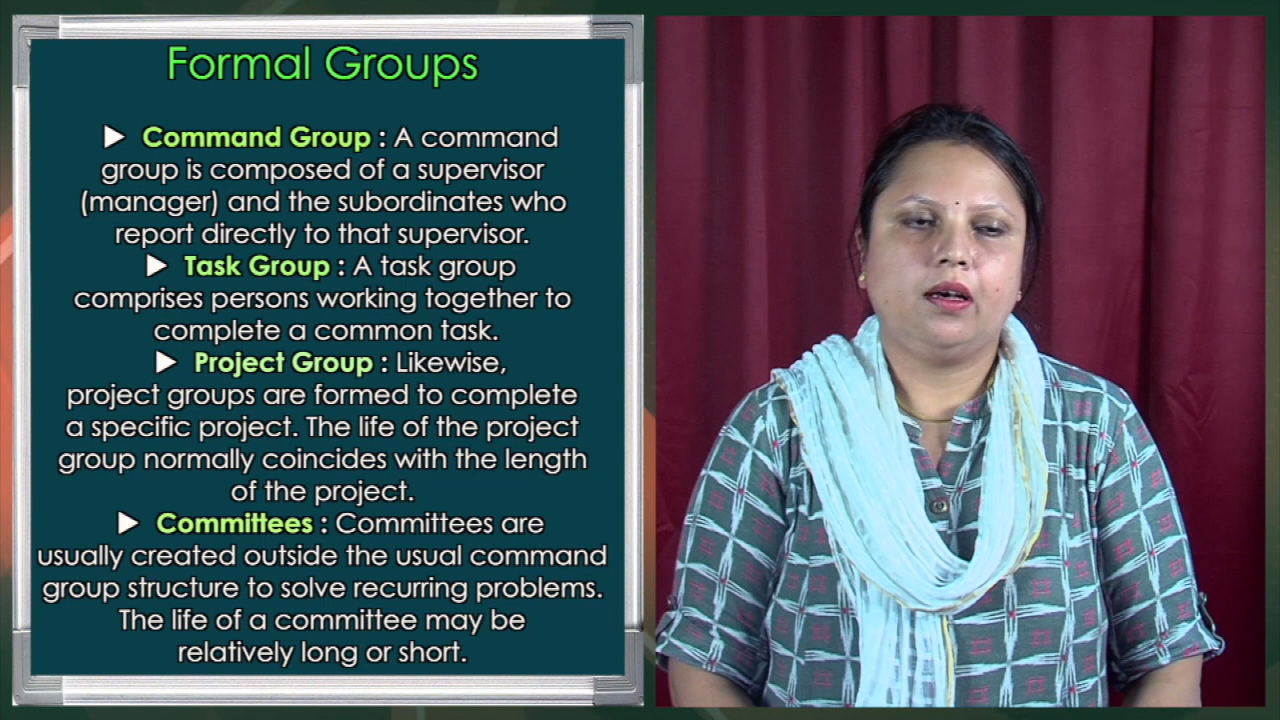 Formal Groups
► Command Group : A command
group is composed of a supervisor
(manager) and the subordinates who
report directly to that supervisor.
► Task Group : A task group
comprises persons working together to
complete a common task.
► Project Group : Likewise,
project groups are formed to complete
a specific project. The life of the project
group normally coincides with the length
of the project.
► Committees : Committees are
usually created outside the usual command
group structure to solve recurring problems.
The life of a committee may be
relatively long or short.